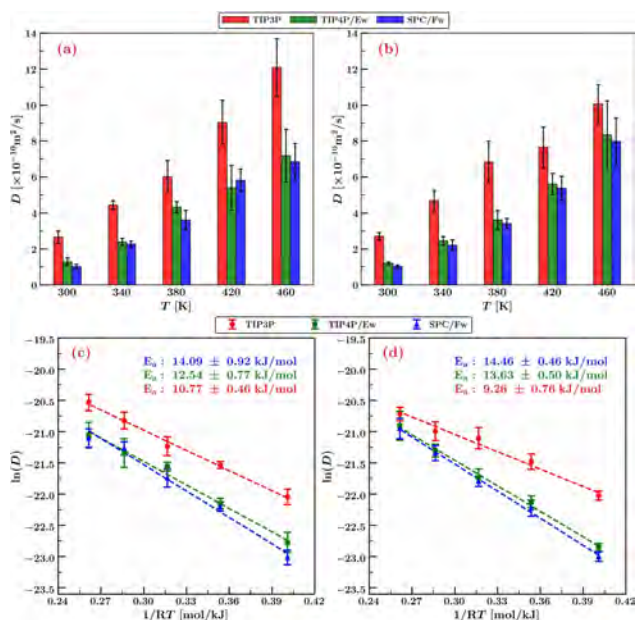 TIP3P TIP4P/Ew SPC/Fw
(a) (b)
14 14
12 12
10 10
8 8
6 6
4 4
2 2
0 0
D [×10⁻¹⁰m²/s] D [×10⁻¹⁰m²/s]
300 340 380 420 460 300 340 380 420 460
T [K] T [K]
TIP3P TIP4P/Ew SPC/Fw
(c) (d)
Eₐ : 14.09 ± 0.92 kJ/mol Eₐ : 14.46 ± 0.46 kJ/mol
Eₐ : 12.54 ± 0.77 kJ/mol Eₐ : 13.63 ± 0.50 kJ/mol
Eₐ : 10.77 ± 0.46 kJ/mol Eₐ : 9.28 ± 0.76 kJ/mol
−19.5 −19.5
−20.0 −20.0
−20.5 −20.5
−21.0 −21.0
−21.5 −21.5
−22.0 −22.0
−22.5 −22.5
−23.0 −23.0
−23.5 −23.5
ln(D) ln(D)
0.24 0.27 0.30 0.33 0.36 0.39 0.42 0.24 0.27 0.30 0.33 0.36 0.39 0.42
1/RT [mol/kJ] 1/RT [mol/kJ]